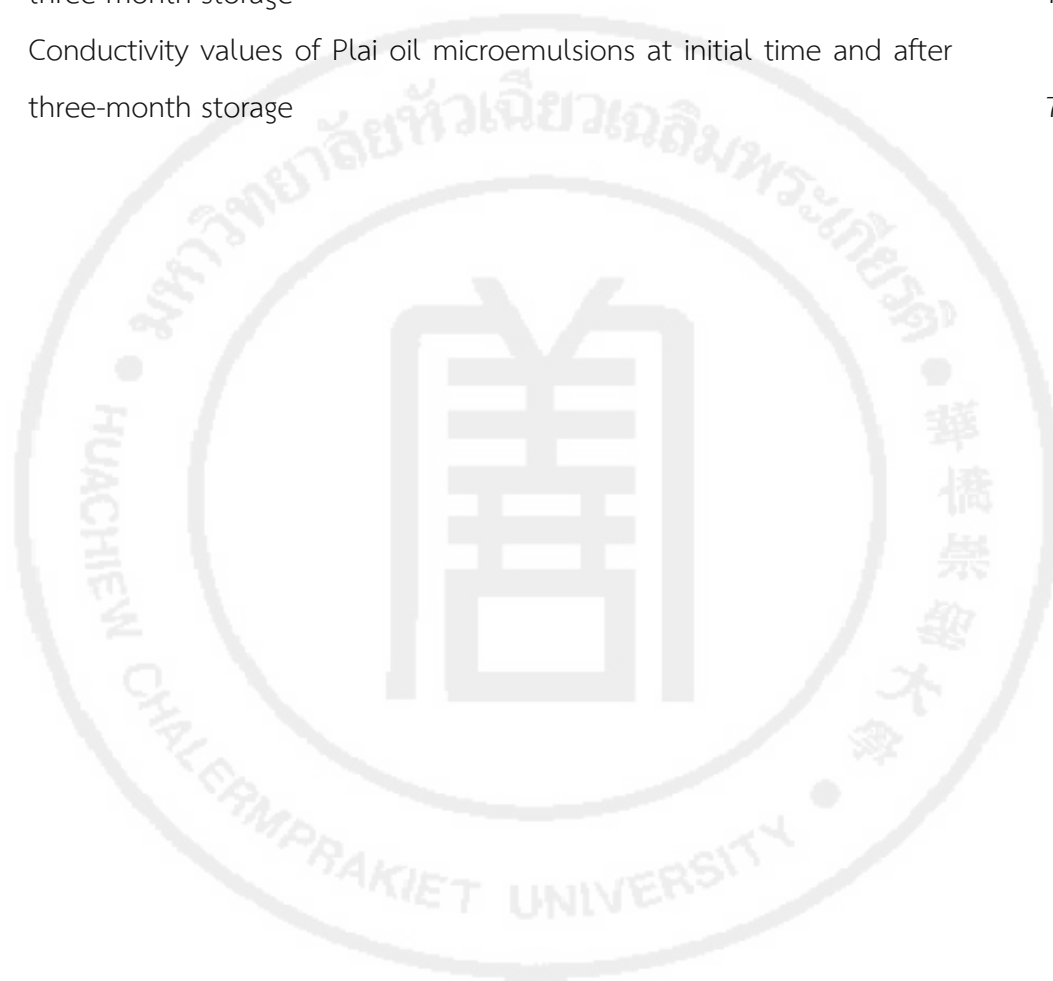 three-month storage
Conductivity values of Plai oil microemulsions at initial time and after
three-month storage 7
มหาวิทยาลัยหัวเฉียวเฉลิมพระเกียรติ
HUACHIEW CHALERMPRAKIET UNIVERSITY
華僑崇聖大學